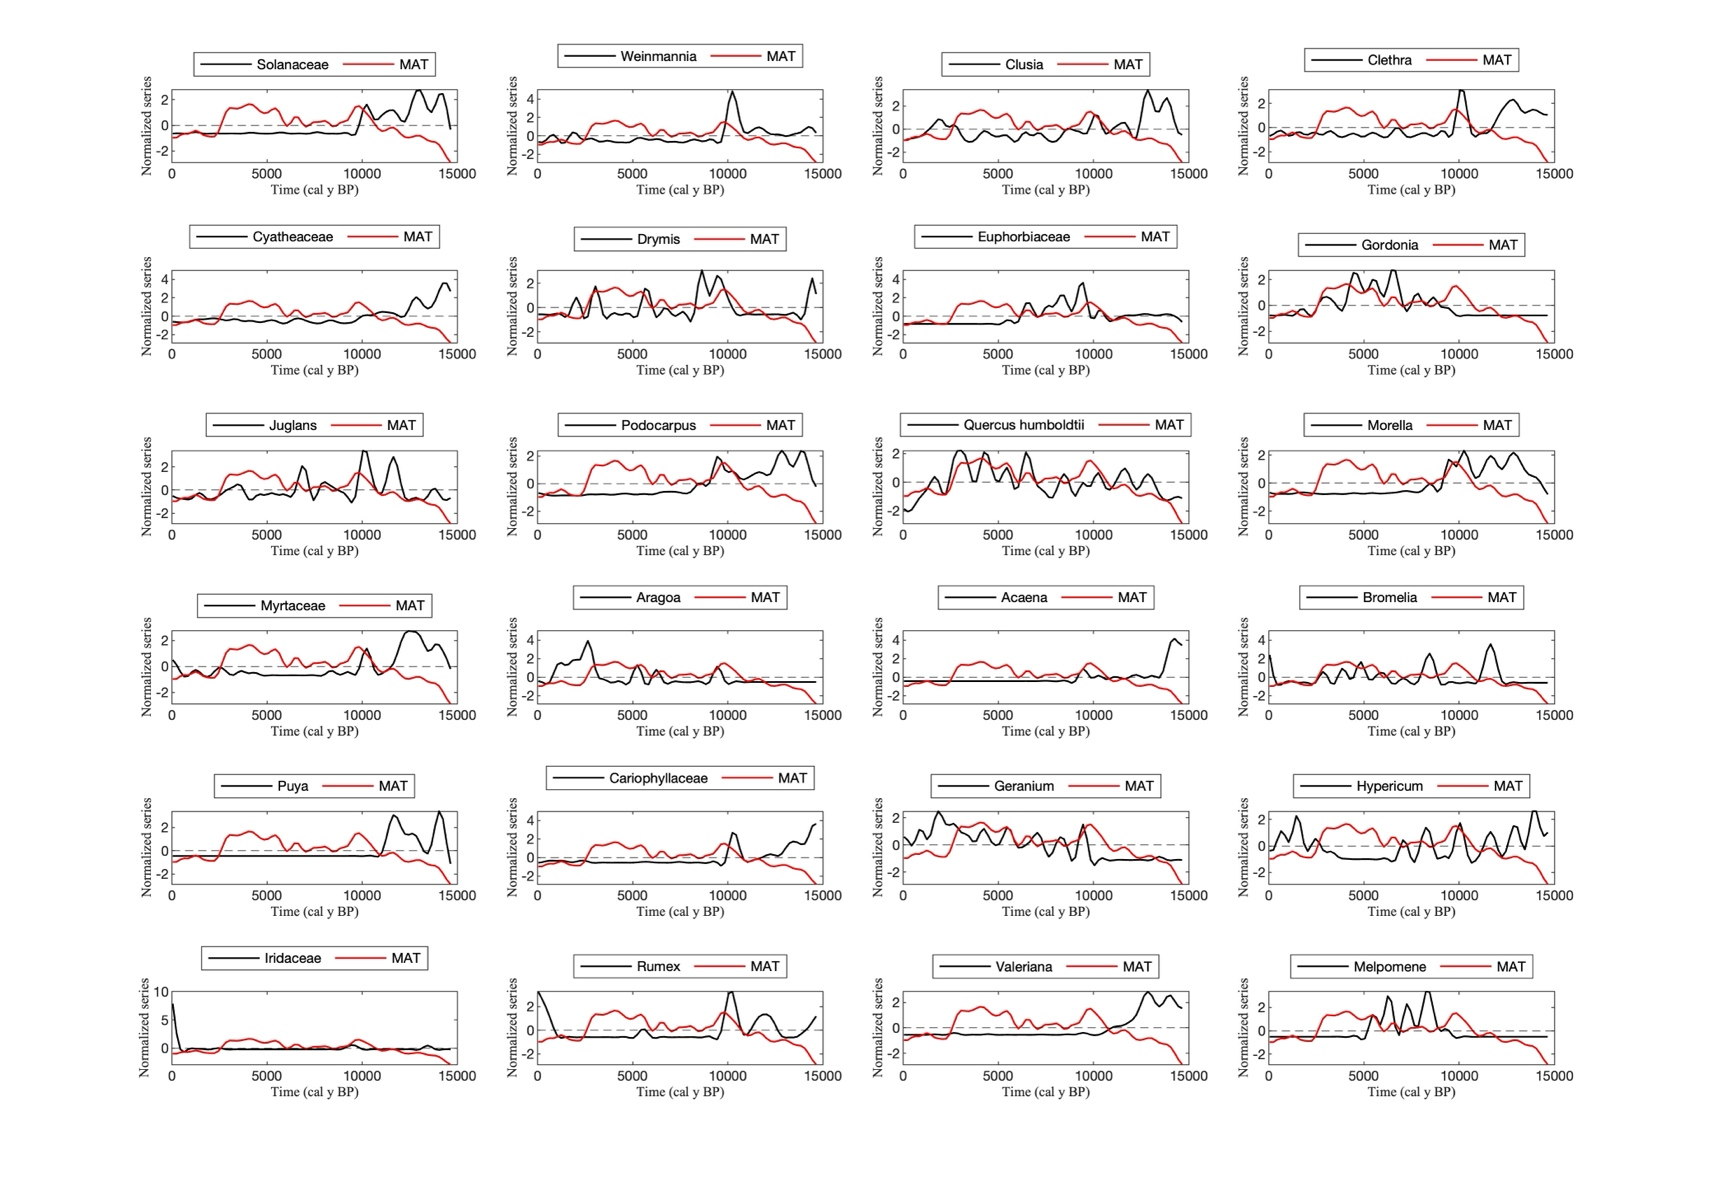 Solanaceae MAT
Weinmannia MAT
Clusia MAT
Clethra MAT
Normalized series 2 0 -2
Normalized series 4 2 0 -2
Normalized series 2 0 -2
Normalized series 2 0 -2
0 5000 10000 15000
0 5000 10000 15000
0 5000 10000 15000
0 5000 10000 15000
Time (cal y BP)
Time (cal y BP)
Time (cal y BP)
Time (cal y BP)
Cyatheaceae MAT
Drymis MAT
Euphorbiaceae MAT
Gordonia MAT
Normalized series 4 2 0 -2
Normalized series 2 0 -2
Normalized series 4 2 0 -2
Normalized series 2 0 -2
0 5000 10000 15000
0 5000 10000 15000
0 5000 10000 15000
0 5000 10000 15000
Time (cal y BP)
Time (cal y BP)
Time (cal y BP)
Time (cal y BP)
Juglans MAT
Podocarpus MAT
Quercus humboldtii MAT
Morella MAT
Normalized series 2 0 -2
Normalized series 2 0 -2
Normalized series 2 0 -2
Normalized series 2 0 -2
0 5000 10000 15000
0 5000 10000 15000
0 5000 10000 15000
0 5000 10000 15000
Time (cal y BP)
Time (cal y BP)
Time (cal y BP)
Time (cal y BP)
Myrtaceae MAT
Aragoa MAT
Acaena MAT
Bromelia MAT
Normalized series 2 0 -2
Normalized series 4 2 0 -2
Normalized series 4 2 0 -2
Normalized series 4 2 0 -2
0 5000 10000 15000
0 5000 10000 15000
0 5000 10000 15000
0 5000 10000 15000
Time (cal y BP)
Time (cal y BP)
Time (cal y BP)
Time (cal y BP)
Puya MAT
Cariophyllaceae MAT
Geranium MAT
Hypericum MAT
Normalized series 2 0 -2
Normalized series 4 2 0 -2
Normalized series 2 0 -2
Normalized series 2 0 -2
0 5000 10000 15000
0 5000 10000 15000
0 5000 10000 15000
0 5000 10000 15000
Time (cal y BP)
Time (cal y BP)
Time (cal y BP)
Time (cal y BP)
Iridaceae MAT
Rumex MAT
Valeriana MAT
Melpomene MAT
Normalized series 10 5 0
Normalized series 2 0 -2
Normalized series 2 0 -2
Normalized series 2 0 -2
0 5000 10000 15000
0 5000 10000 15000
0 5000 10000 15000
0 5000 10000 15000
Time (cal y BP)
Time (cal y BP)
Time (cal y BP)
Time (cal y BP)